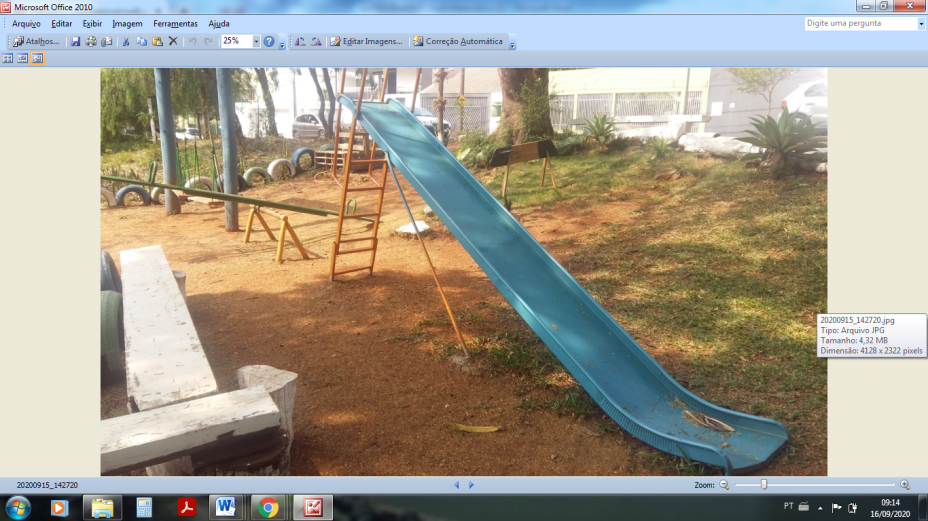 Microsoft Office 2010
Arquivo Editar Exibir Imagem Ferramentas Ajuda
Digite uma pergunta
Atalhos... 25% Editar Imagens... Correção Automática
20200915_142720.jpg
Tipo: Arquivo JPG
Tamanho: 4,32 MB
Dimensão: 4128 x 2322 pixels
20200915_142720
Zoom:
PT
09:14
16/09/2020